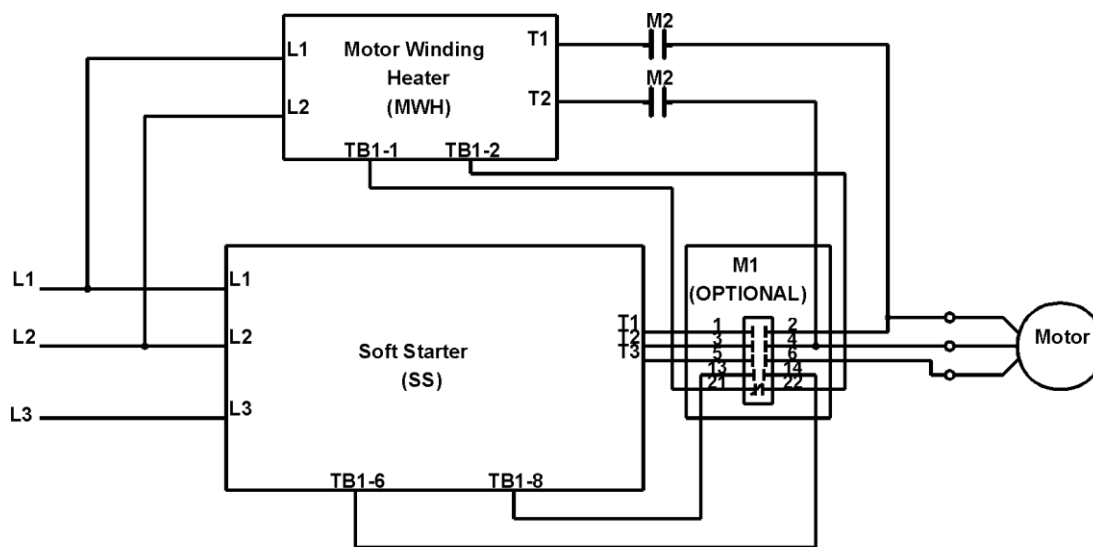 M2
L1
Motor Winding
Heater
(MWH)
T1
M2
L2
T2
TB1-1
TB1-2
L1
L1
M1
(OPTIONAL)
L2
L2
Soft Starter
(SS)
T1
T2
T3
1
2
3
4
5
6
13
14
21
22
Motor
L3
L3
TB1-6
TB1-8